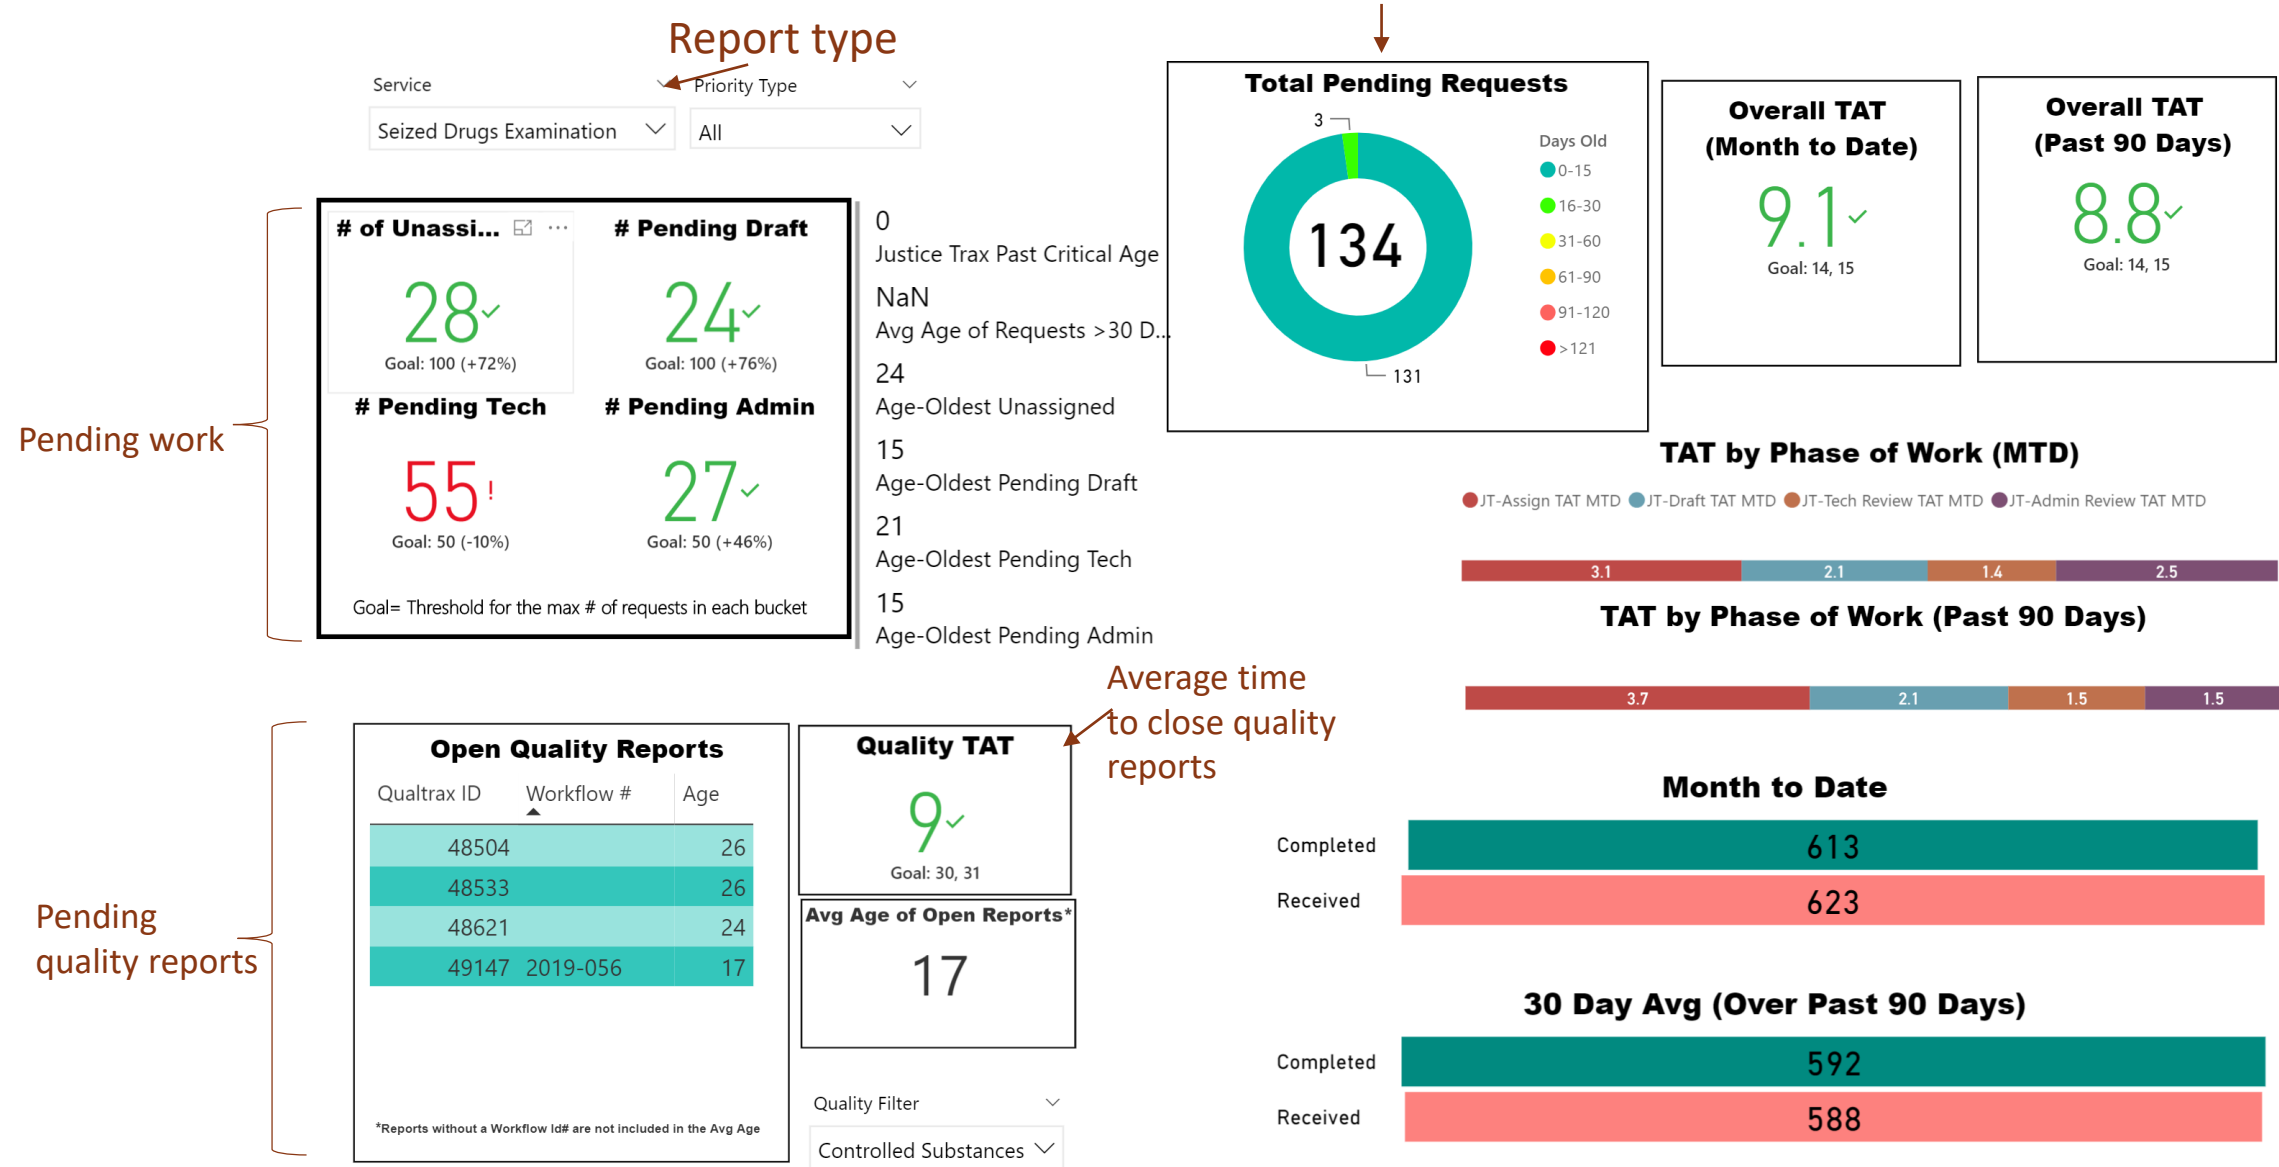 Report type
Service
Priority Type
Seized Drugs Examination
All
Pending work
# of Unassi... ...
28
Goal: 100 (+72%)
# Pending Draft
24
Goal: 100 (+76%)
# Pending Tech
55!
Goal: 50 (-10%)
# Pending Admin
27
Goal: 50 (+46%)
Goal= Threshold for the max # of requests in each bucket
0
Justice Trax Past Critical Age
NaN
Avg Age of Requests >30 D...
24
Age-Oldest Unassigned
15
Age-Oldest Pending Draft
21
Age-Oldest Pending Tech
15
Age-Oldest Pending Admin
Total Pending Requests
3
134
131
Days Old
0-15
16-30
31-60
61-90
91-120
>121
Overall TAT
(Month to Date)
9.1
Goal: 14, 15
Overall TAT
(Past 90 Days)
8.8
Goal: 14, 15
TAT by Phase of Work (MTD)
JT-Assign TAT MTD JT-Draft TAT MTD JT-Tech Review TAT MTD JT-Admin Review TAT MTD
3.1 2.1 1.4 2.5
TAT by Phase of Work (Past 90 Days)
3.7 2.1 1.5 1.5
Pending
quality reports
Open Quality Reports
Qualtrax ID Workflow # Age
48504 26
48533 26
48621 24
49147 2019-056 17
*Reports without a Workflow Id# are not included in the Avg Age
Quality TAT
9
Goal: 30, 31
Average time
to close quality
reports
Avg Age of Open Reports*
17
Quality Filter
Controlled Substances
Month to Date
Completed 613
Received 623
30 Day Avg (Over Past 90 Days)
Completed 592
Received 588